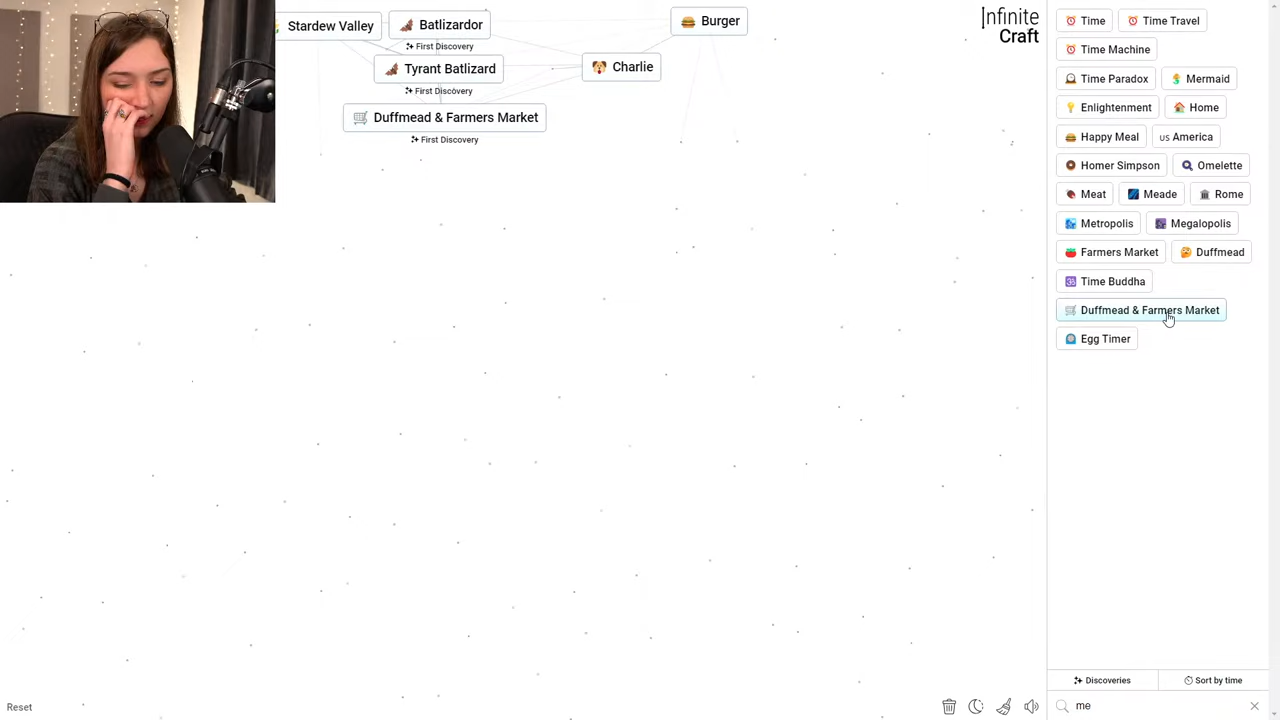 Stardew Valley
Batlizardor
First Discovery
Burger
Infinite
Craft
Tyrant Batlizard
First Discovery
Charlie
Duffmead & Farmers Market
First Discovery
Time
Time Travel
Time Machine
Time Paradox
Mermaid
Enlightenment
Home
Happy Meal
US America
Homer Simpson
Omelette
Meat
Meade
Rome
Metropolis
Megalopolis
Farmers Market
Duffmead
Time Buddha
Duffmead & Farmers Market
Egg Timer
Discoveries
Sort by time
Reset
me